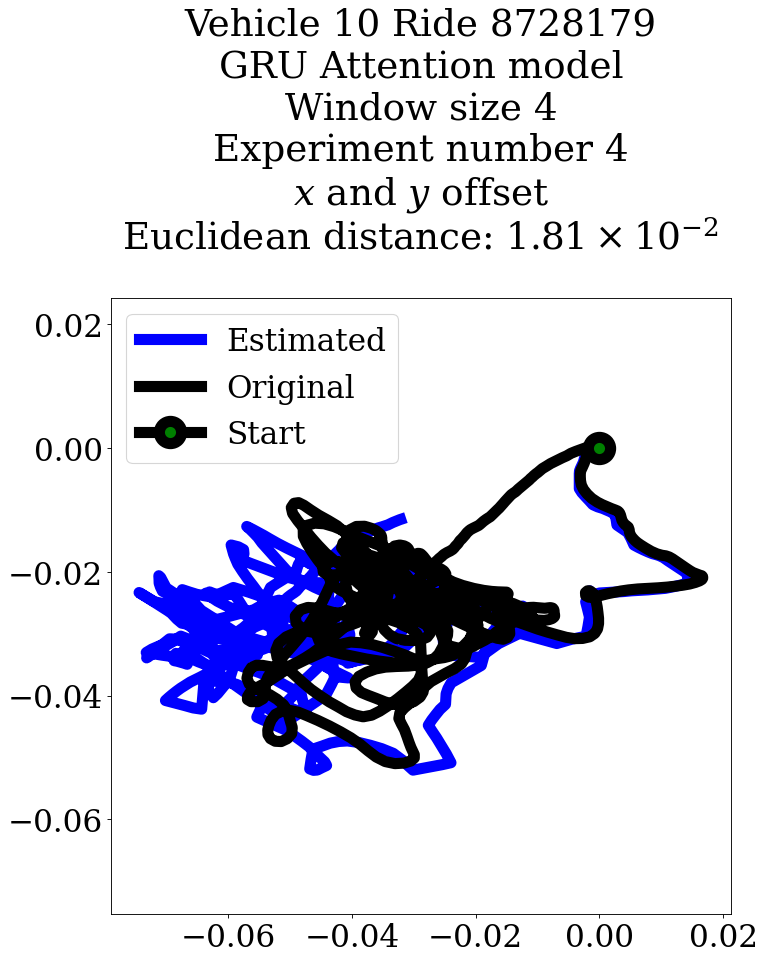 Vehicle 10 Ride 8728179
GRU Attention model
Window size 4
Experiment number 4
x and y offset
Euclidean distance: 1.81 × 10⁻²
Estimated
Original
Start
0.02
0.00
−0.02
−0.04
−0.06
−0.06 −0.04 −0.02 0.00 0.02